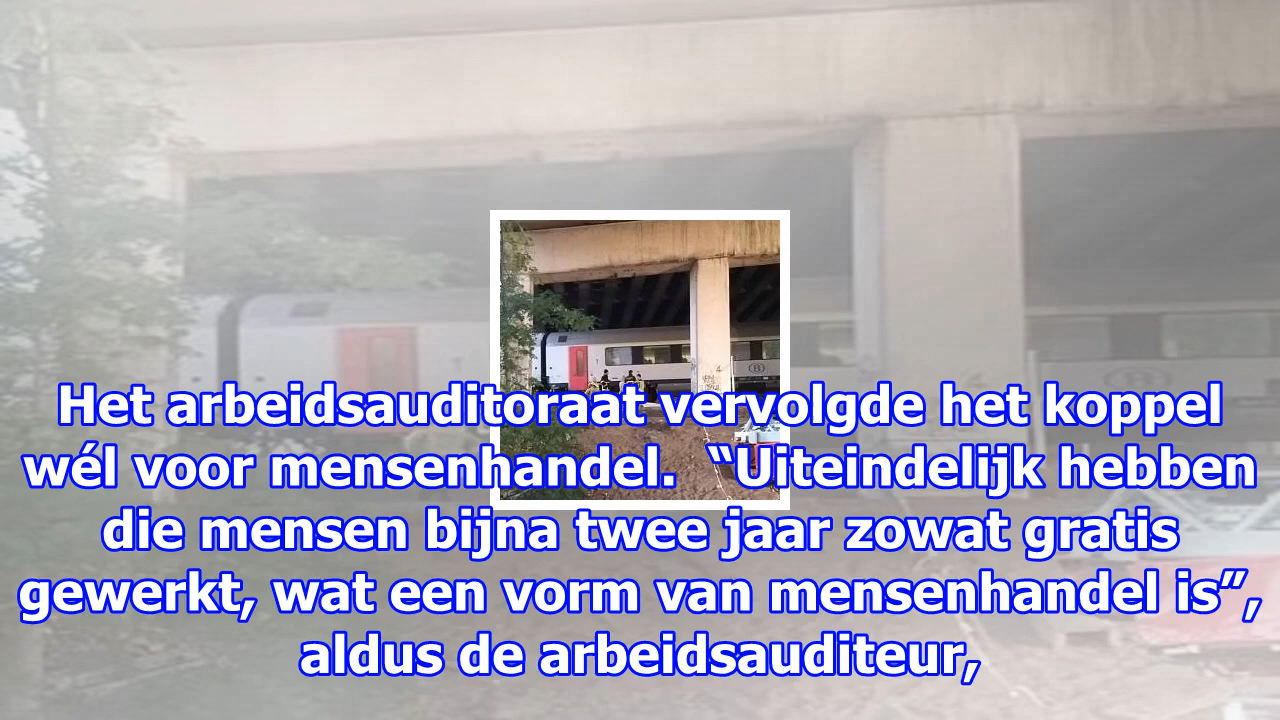 Het arbeidsauditoraat vervolgde het koppel
wél voor mensenhandel. “Uiteindelijk hebben
die mensen bijna twee jaar zowat gratis
gewerkt, wat een vorm van mensenhandel is”,
aldus de arbeidsauditeur,
B